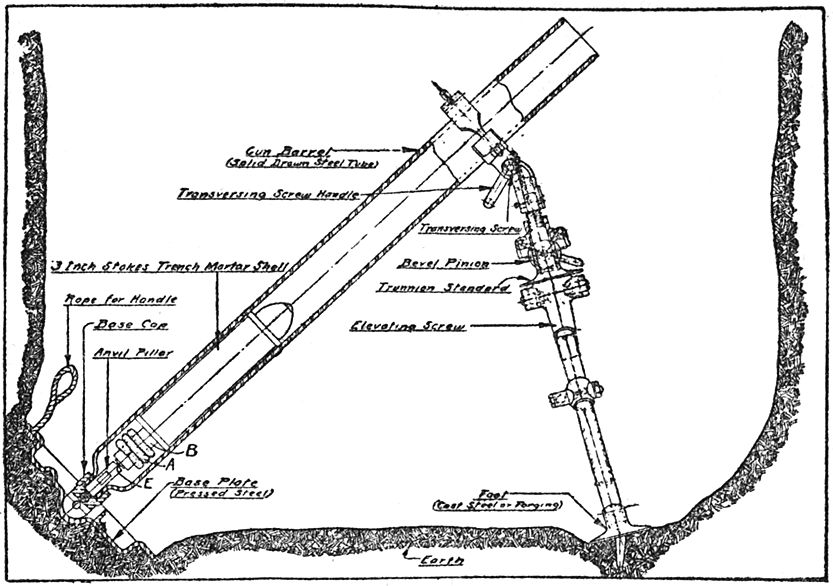 Gun Barrel
(Solid Drawn Steel Tube)
Transversing Screw Handle
Transversing Screw
Bevel Pinion
3 Inch Stokes Trench Mortar Shell
Trunnion Standard
Rope for Handle
Base Cap
Elevating Screw
Anvil Pillar
B
A
E
Base Plate
(Pressed Steel)
Foot
(Cast Steel or Forging)
Earth